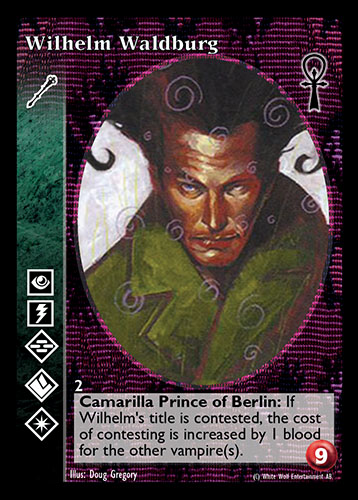 Wilhelm Waldburg
2
Camarilla Prince of Berlin: If
Wilhelm's title is contested, the cost
of contesting is increased by 1 blood
for the other vampire(s).
9
Illus: Doug Gregory
(C) White Wolf Entertainment AB.